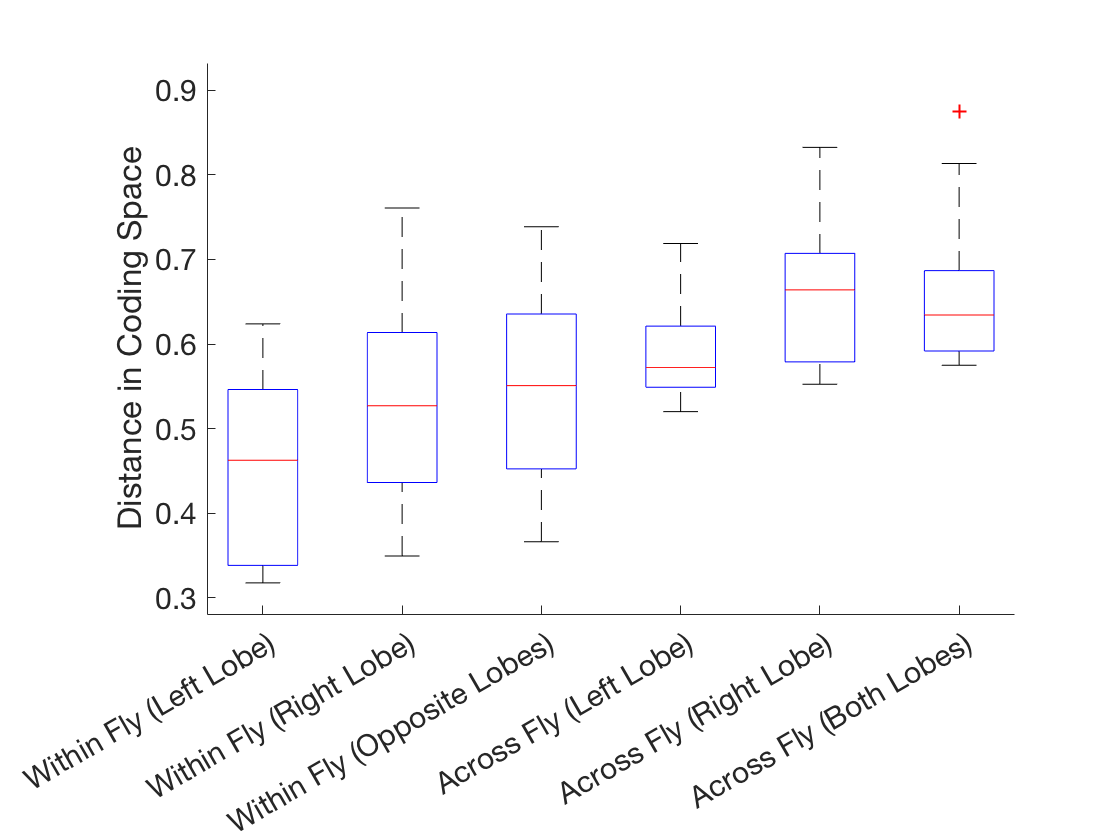 Distance in Coding Space
0.9
0.8
0.7
0.6
0.5
0.4
0.3
Within Fly (Left Lobe)
Within Fly (Right Lobe)
Within Fly (Opposite Lobes)
Across Fly (Left Lobe)
Across Fly (Right Lobe)
Across Fly (Both Lobes)